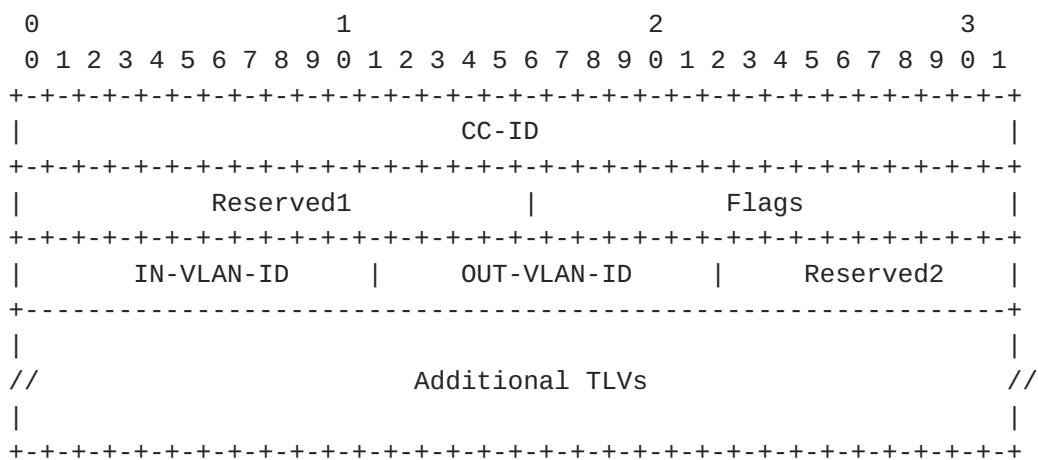 0                   1                   2                   3
 0 1 2 3 4 5 6 7 8 9 0 1 2 3 4 5 6 7 8 9 0 1 2 3 4 5 6 7 8 9 0 1
+-+-+-+-+-+-+-+-+-+-+-+-+-+-+-+-+-+-+-+-+-+-+-+-+-+-+-+-+-+-+-+-+
|                            CC-ID                              |
+-+-+-+-+-+-+-+-+-+-+-+-+-+-+-+-+-+-+-+-+-+-+-+-+-+-+-+-+-+-+-+-+
|            Reserved1           |            Flags             |
+-+-+-+-+-+-+-+-+-+-+-+-+-+-+-+-+-+-+-+-+-+-+-+-+-+-+-+-+-+-+-+-+
|       IN-VLAN-ID     |     OUT-VLAN-ID     |     Reserved2    |
+---------------------------------------------------------------+
|                                                               |
//                        Additional TLVs                       //
|                                                               |
+-+-+-+-+-+-+-+-+-+-+-+-+-+-+-+-+-+-+-+-+-+-+-+-+-+-+-+-+-+-+-+-+